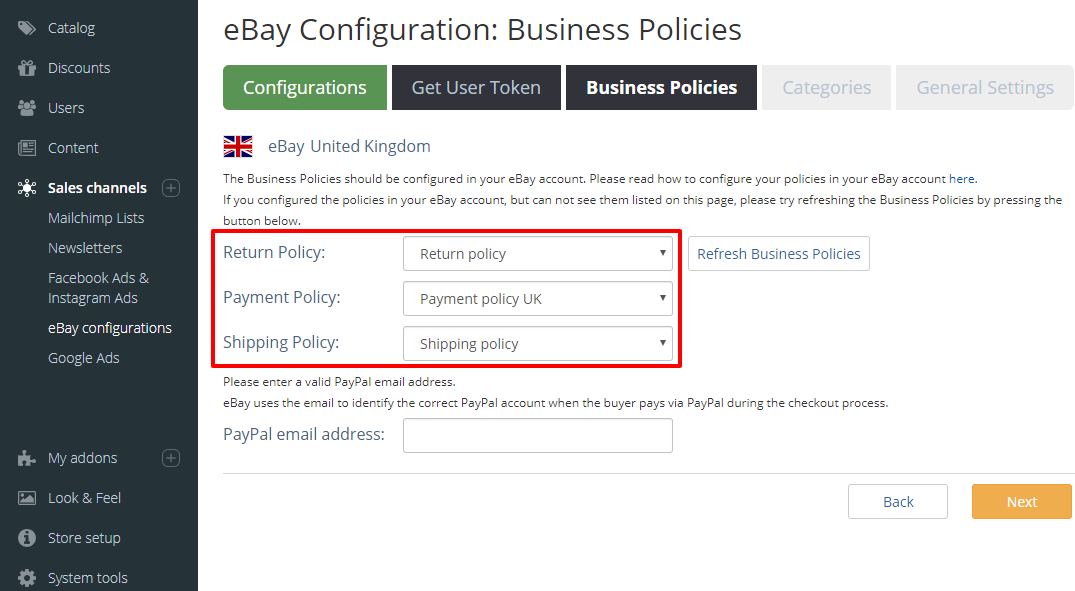 Catalog
Discounts
Users
Content
Sales channels
Mailchimp Lists
Newsletters
Facebook Ads &
Instagram Ads
eBay configurations
Google Ads
My addons
Look & Feel
Store setup
System tools
eBay Configuration: Business Policies
Configurations
Get User Token
Business Policies
Categories
General Settings
eBay United Kingdom
The Business Policies should be configured in your eBay account. Please read how to configure your policies in your eBay account here.
If you configured the policies in your eBay account, but can not see them listed on this page, please try refreshing the Business Policies by pressing the
button below.
Return Policy:
Return policy
Refresh Business Policies
Payment Policy:
Payment policy UK
Shipping Policy:
Shipping policy
Please enter a valid PayPal email address.
eBay uses the email to identify the correct PayPal account when the buyer pays via PayPal during the checkout process.
PayPal email address:
Back
Next